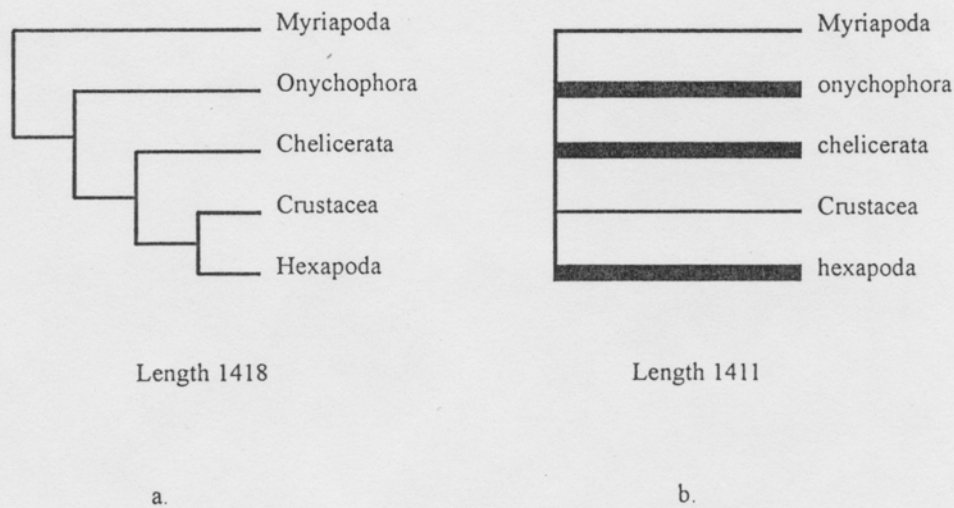 Myriapoda
Onychophora
Chelicerata
Crustacea
Hexapoda
Length 1418
a.
Myriapoda
onychophora
chelicerata
Crustacea
hexapoda
Length 1411
b.